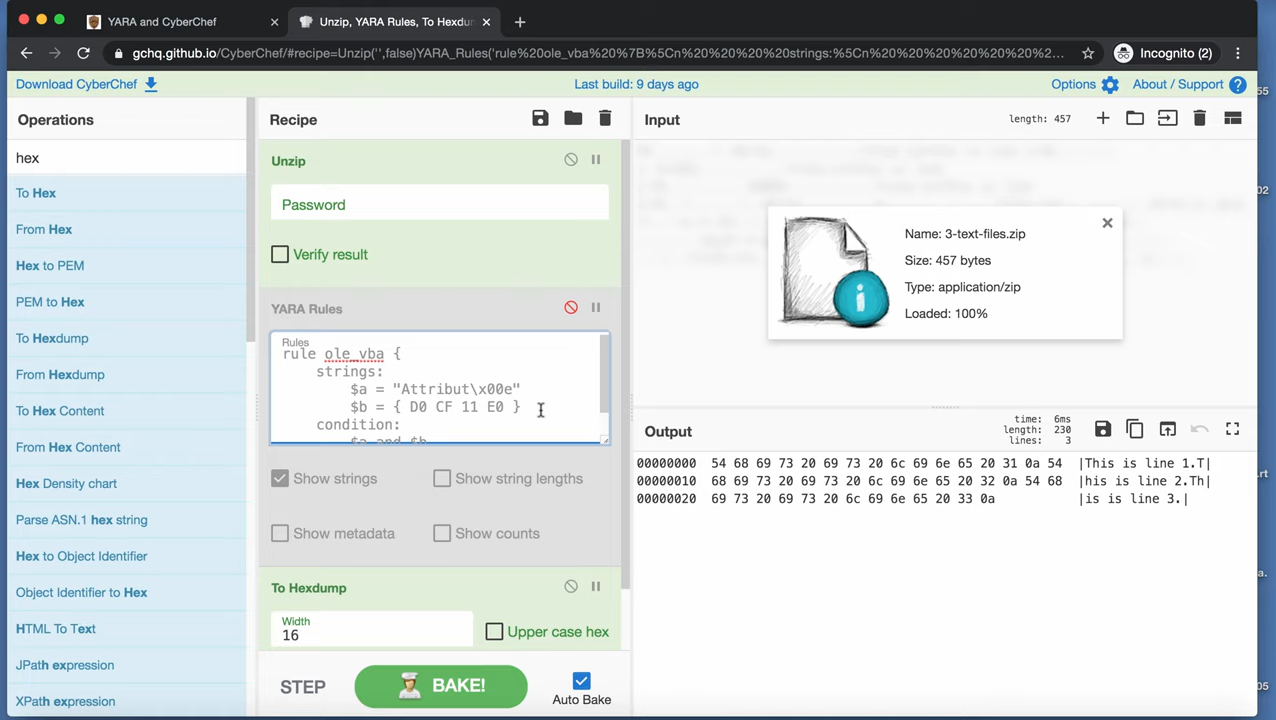 YARA and CyberChef
Unzip, YARA Rules, To Hexdum
gchq.github.io/CyberChef/#recipe=Unzip('',false)YARA_Rules('rule%20ole_vba%20%7B%5Cn%20%20%20%20strings:%5Cn%20%20%20%20%20%20%2...
Incognito (2)
Download CyberChef
Last build: 9 days ago
Options
About / Support
Operations
hex
To Hex
From Hex
Hex to PEM
PEM to Hex
To Hexdump
From Hexdump
To Hex Content
From Hex Content
Hex Density chart
Parse ASN.1 hex string
Hex to Object Identifier
Object Identifier to Hex
HTML To Text
JPath expression
XPath expression
Recipe
Unzip
Password
Verify result
YARA Rules
Rules
rule ole_vba {
strings:
$a = "Attribut\x00e"
$b = { D0 CF 11 E0 }
condition:
$a and $b
Show strings
Show string lengths
Show metadata
Show counts
To Hexdump
Width
16
Upper case hex
STEP
BAKE!
Auto Bake
Input
length: 457
Name: 3-text-files.zip
Size: 457 bytes
Type: application/zip
Loaded: 100%
Output
time: 6ms
length: 230
lines: 3
00000000 54 68 69 73 20 69 73 20 6c 69 6e 65 20 31 0a 54 |This is line 1.T|
00000010 68 69 73 20 69 73 20 6c 69 6e 65 20 32 0a 54 68 |his is line 2.Th|
00000020 69 73 20 69 73 20 6c 69 6e 65 20 33 0a |is is line 3.|
55
02
.rt
a.
05